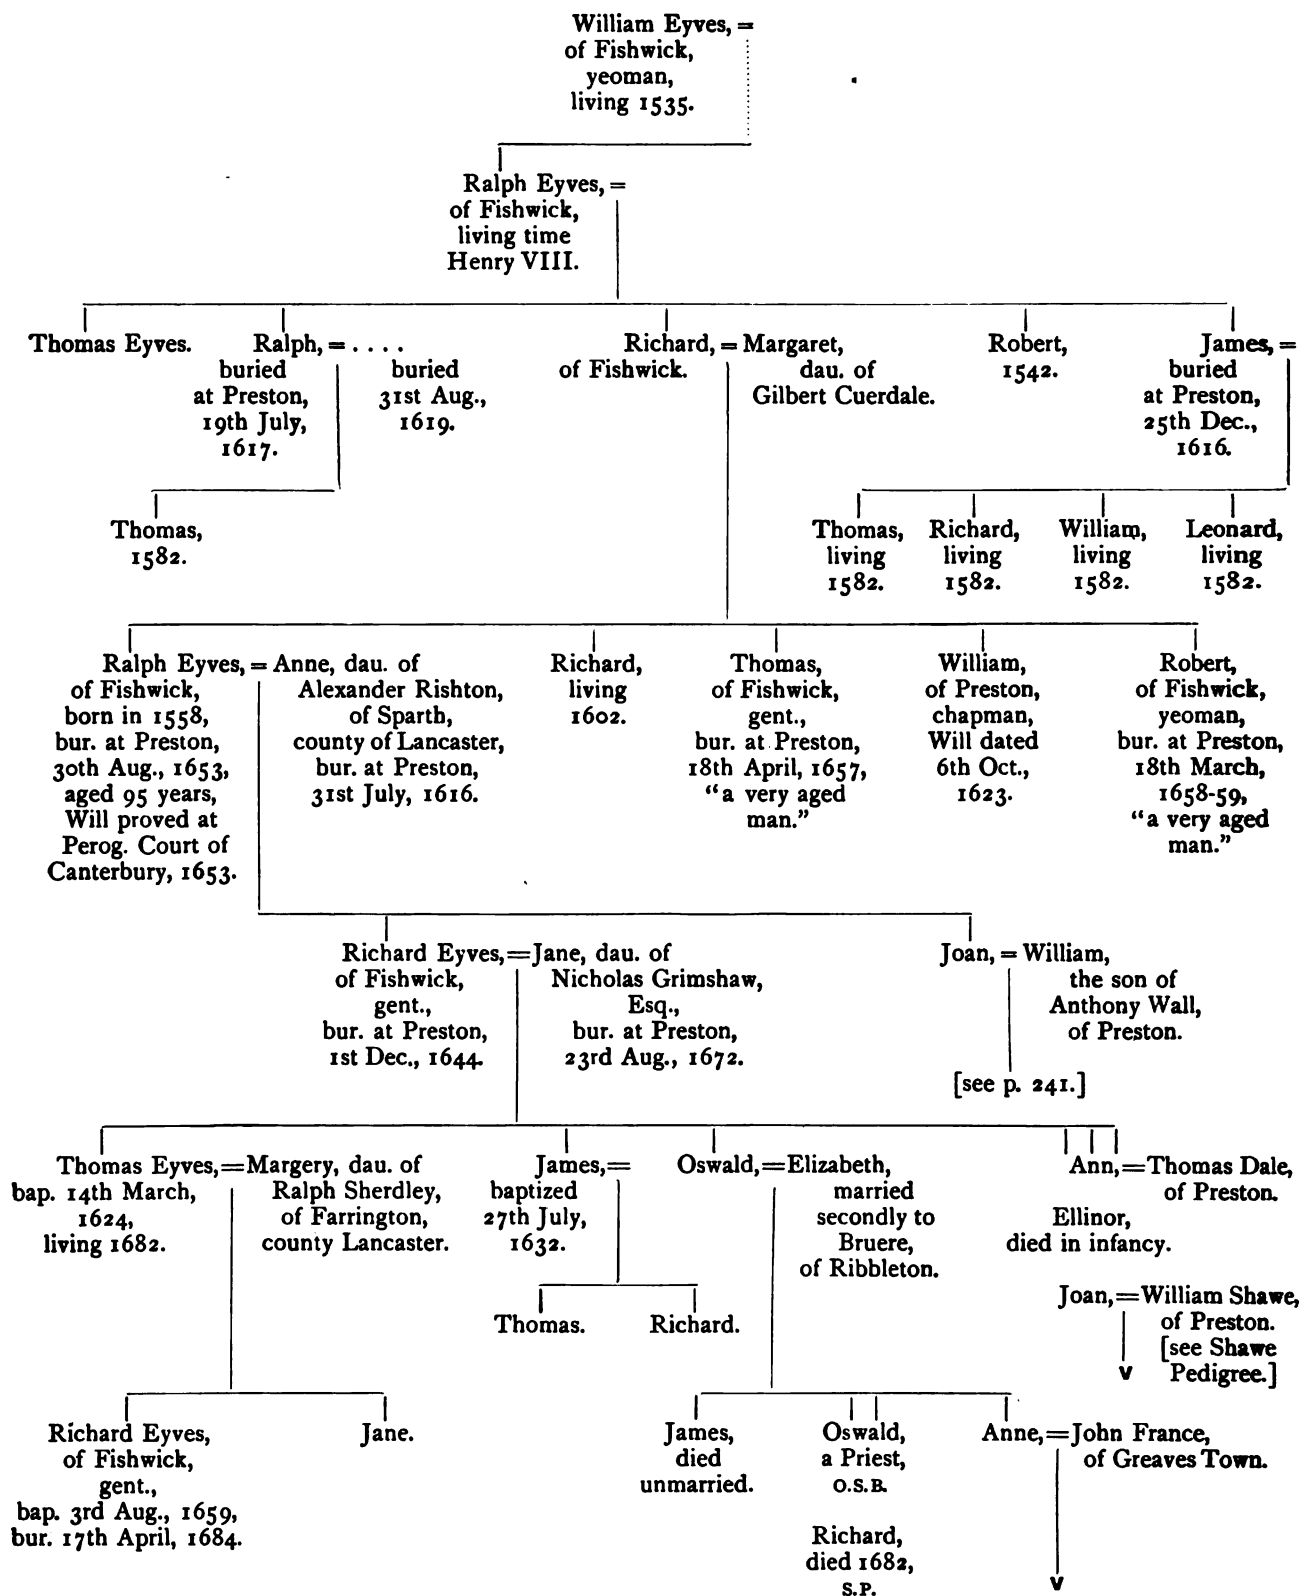 William Eyves, =
of Fishwick,
yeoman,
living 1535.
Ralph Eyves, =
of Fishwick,
living time
Henry VIII.
Thomas Eyves.
Ralph, = . . . .
buried
at Preston,
19th July,
1617.
buried
31st Aug.,
1619.
Richard, = Margaret,
of Fishwick.
dau. of
Gilbert Cuerdale.
Robert,
1542.
James, =
buried
at Preston,
25th Dec.,
1616.
Thomas,
1582.
Thomas,
living
1582.
Richard,
living
1582.
William,
living
1582.
Leonard,
living
1582.
Ralph Eyves, = Anne, dau. of
of Fishwick,
born in 1558,
bur. at Preston,
30th Aug., 1653,
aged 95 years,
Will proved at
Perog. Court of
Canterbury, 1653.
Alexander Rishton,
of Sparth,
county of Lancaster,
bur. at Preston,
31st July, 1616.
Richard,
living
1602.
Thomas,
of Fishwick,
gent.,
bur. at Preston,
18th April, 1657,
“a very aged
man.”
William,
of Preston,
chapman,
Will dated
6th Oct.,
1623.
Robert,
of Fishwick,
yeoman,
bur. at Preston,
18th March,
1658-59,
“a very aged
man.”
Richard Eyves,=Jane, dau. of
of Fishwick,
gent.,
bur. at Preston,
1st Dec., 1644.
Nicholas Grimshaw,
Esq.,
bur. at Preston,
23rd Aug., 1672.
Joan, = William,
the son of
Anthony Wall,
of Preston.
[see p. 241.]
Thomas Eyves,=Margery, dau. of
bap. 14th March,
1624,
living 1682.
Ralph Sherdley,
of Farrington,
county Lancaster.
James,=
baptized
27th July,
1632.
Oswald,=Elizabeth,
married
secondly to
Bruere,
of Ribbleton.
Ann,=Thomas Dale,
of Preston.
Ellinor,
died in infancy.
Joan,=William Shawe,
of Preston.
[see Shawe
Pedigree.]
Thomas.
Richard.
Richard Eyves,
of Fishwick,
gent.,
bap. 3rd Aug., 1659,
bur. 17th April, 1684.
Jane.
James,
died
unmarried.
Oswald,
a Priest,
O.S.B.
Richard,
died 1682,
S.P.
Anne,=John France,
of Greaves Town.